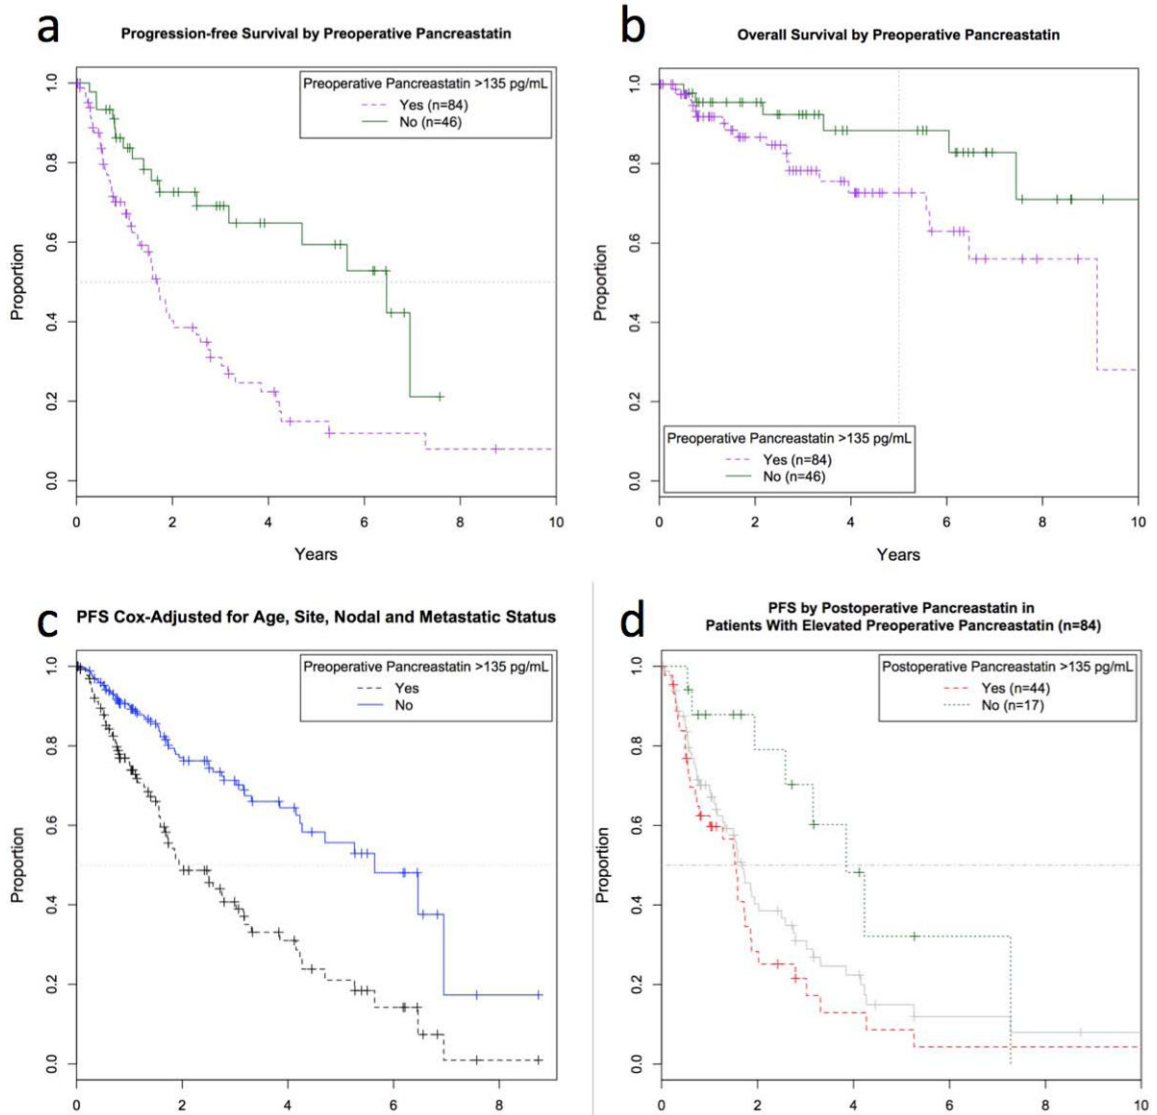 a
Progression-free Survival by Preoperative Pancreastatin
Preoperative Pancreastatin >135 pg/mL
Yes (n=84)
No (n=46)
Proportion
1.0
0.8
0.6
0.4
0.2
0.0
0 2 4 6 8 10
Years
b
Overall Survival by Preoperative Pancreastatin
Proportion
1.0
0.8
0.6
0.4
0.2
0.0
Preoperative Pancreastatin >135 pg/mL
Yes (n=84)
No (n=46)
0 2 4 6 8 10
Years
c
PFS Cox-Adjusted for Age, Site, Nodal and Metastatic Status
Preoperative Pancreastatin >135 pg/mL
Yes
No
Proportion
1.0
0.8
0.6
0.4
0.2
0.0
0 2 4 6 8
d
PFS by Postoperative Pancreastatin in
Patients With Elevated Preoperative Pancreastatin (n=84)
Postoperative Pancreastatin >135 pg/mL
Yes (n=44)
No (n=17)
Proportion
1.0
0.8
0.6
0.4
0.2
0.0
0 2 4 6 8 10